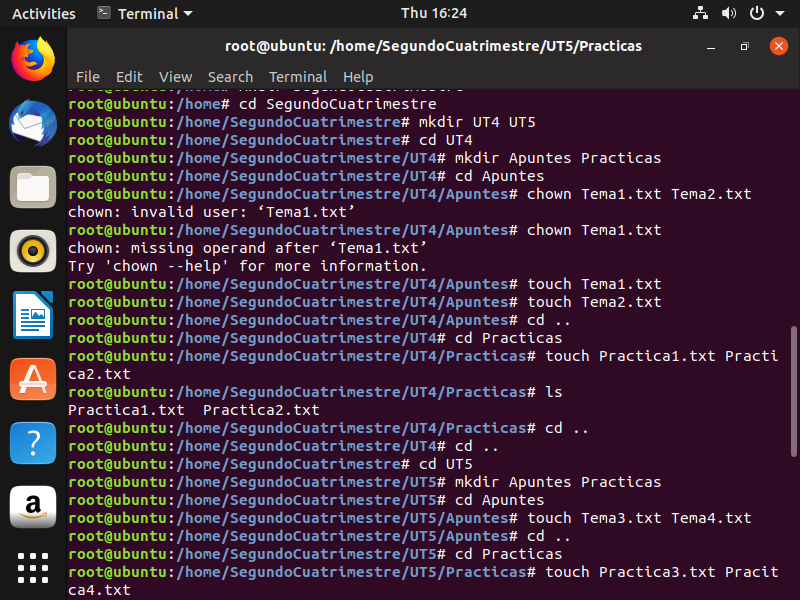 Activities Terminal Thu 16:24
root@ubuntu: /home/SegundoCuatrimestre/UT5/Practicas
File Edit View Search Terminal Help
root@ubuntu:/home# cd SegundoCuatrimestre
root@ubuntu:/home/SegundoCuatrimestre# mkdir UT4 UT5
root@ubuntu:/home/SegundoCuatrimestre# cd UT4
root@ubuntu:/home/SegundoCuatrimestre/UT4# mkdir Apuntes Practicas
root@ubuntu:/home/SegundoCuatrimestre/UT4# cd Apuntes
root@ubuntu:/home/SegundoCuatrimestre/UT4/Apuntes# chown Tema1.txt Tema2.txt
chown: invalid user: ‘Tema1.txt’
root@ubuntu:/home/SegundoCuatrimestre/UT4/Apuntes# chown Tema1.txt
chown: missing operand after ‘Tema1.txt’
Try 'chown --help' for more information.
root@ubuntu:/home/SegundoCuatrimestre/UT4/Apuntes# touch Tema1.txt
root@ubuntu:/home/SegundoCuatrimestre/UT4/Apuntes# touch Tema2.txt
root@ubuntu:/home/SegundoCuatrimestre/UT4/Apuntes# cd ..
root@ubuntu:/home/SegundoCuatrimestre/UT4# cd Practicas
root@ubuntu:/home/SegundoCuatrimestre/UT4/Practicas# touch Practica1.txt Practi
ca2.txt
root@ubuntu:/home/SegundoCuatrimestre/UT4/Practicas# ls
Practica1.txt  Practica2.txt
root@ubuntu:/home/SegundoCuatrimestre/UT4/Practicas# cd ..
root@ubuntu:/home/SegundoCuatrimestre/UT4# cd ..
root@ubuntu:/home/SegundoCuatrimestre# cd UT5
root@ubuntu:/home/SegundoCuatrimestre/UT5# mkdir Apuntes Practicas
root@ubuntu:/home/SegundoCuatrimestre/UT5# cd Apuntes
root@ubuntu:/home/SegundoCuatrimestre/UT5/Apuntes# touch Tema3.txt Tema4.txt
root@ubuntu:/home/SegundoCuatrimestre/UT5/Apuntes# cd ..
root@ubuntu:/home/SegundoCuatrimestre/UT5# cd Practicas
root@ubuntu:/home/SegundoCuatrimestre/UT5/Practicas# touch Practica3.txt Pracit
ca4.txt